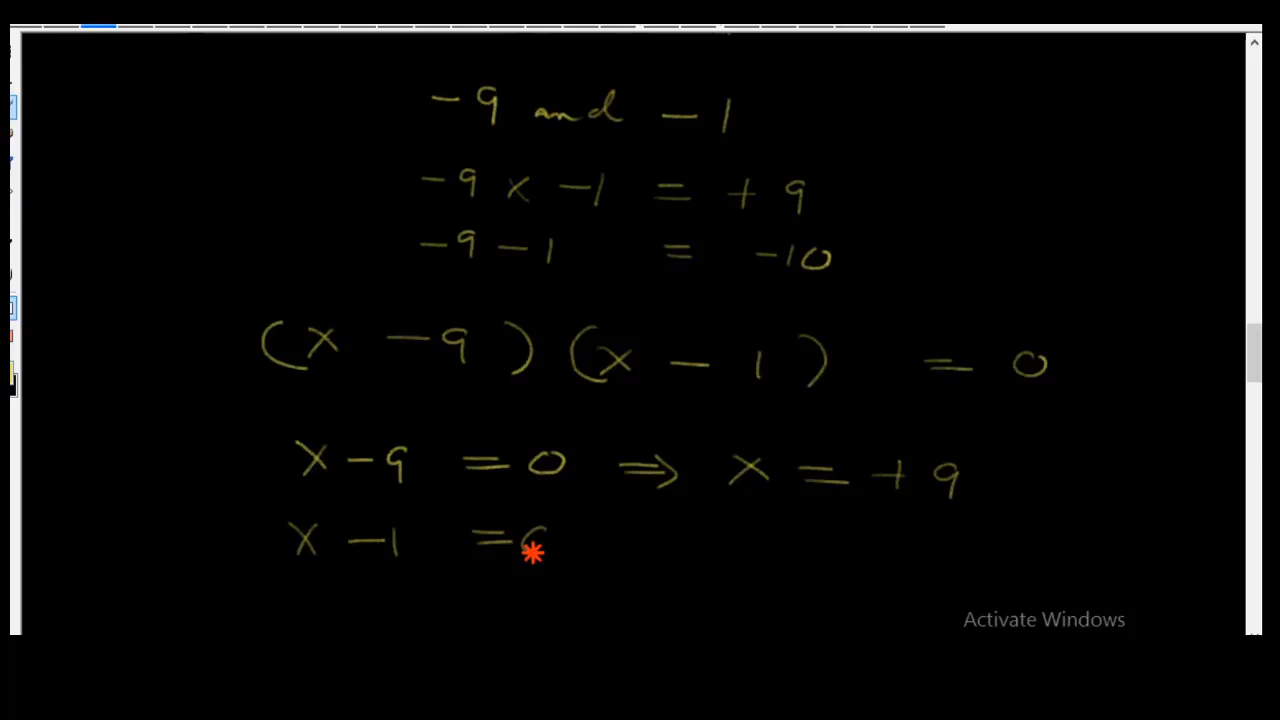 -9 and -1
-9 x -1 = +9
-9 -1 = -10
(x -9) (x - 1) = 0
x -9 = 0 ⇒ x = +9
x -1 =
Activate Windows